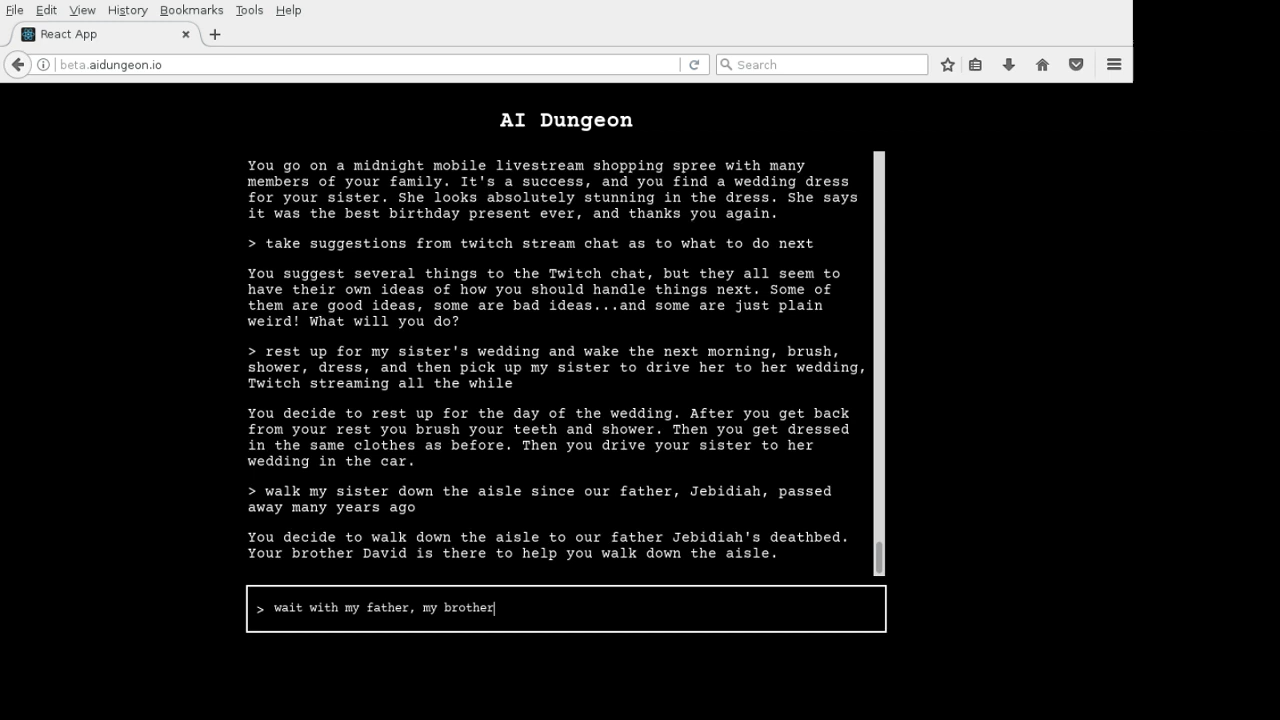 File Edit View History Bookmarks Tools Help
React App
beta.aidungeon.io
Search
AI Dungeon
You go on a midnight mobile livestream shopping spree with many
members of your family. It's a success, and you find a wedding dress
for your sister. She looks absolutely stunning in the dress. She says
it was the best birthday present ever, and thanks you again.
> take suggestions from twitch stream chat as to what to do next
You suggest several things to the Twitch chat, but they all seem to
have their own ideas of how you should handle things next. Some of
them are good ideas, some are bad ideas...and some are just plain
weird! What will you do?
> rest up for my sister's wedding and wake the next morning, brush,
shower, dress, and then pick up my sister to drive her to her wedding,
Twitch streaming all the while
You decide to rest up for the day of the wedding. After you get back
from your rest you brush your teeth and shower. Then you get dressed
in the same clothes as before. Then you drive your sister to her
wedding in the car.
> walk my sister down the aisle since our father, Jebidiah, passed
away many years ago
You decide to walk down the aisle to our father Jebidiah's deathbed.
Your brother David is there to help you walk down the aisle.
> wait with my father, my brother